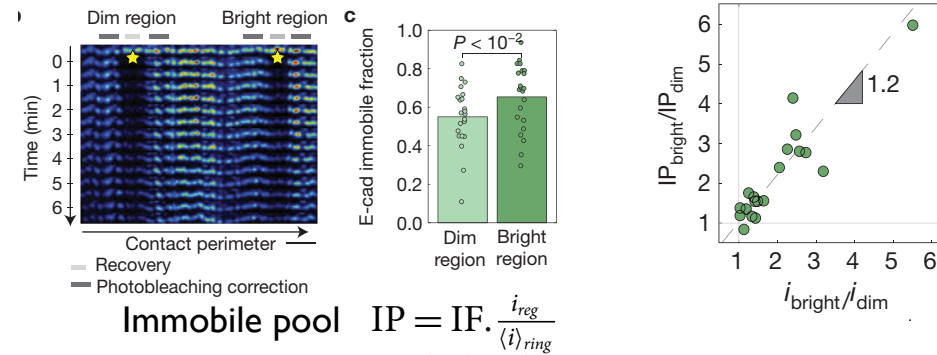 Dim region
Bright region
Time (min)
0
1
2
3
4
5
6
Contact perimeter
Recovery
Photobleaching correction
c
P < 10⁻²
E-cad immobile fraction
1.0
0.8
0.6
0.4
0.2
0.0
Dim region
Bright region
IP_bright/IP_dim
6
5
4
3
2
1
1.2
1 2 3 4 5 6
i_bright/i_dim
Immobile pool IP = IF. i_reg/⟨i⟩_ring